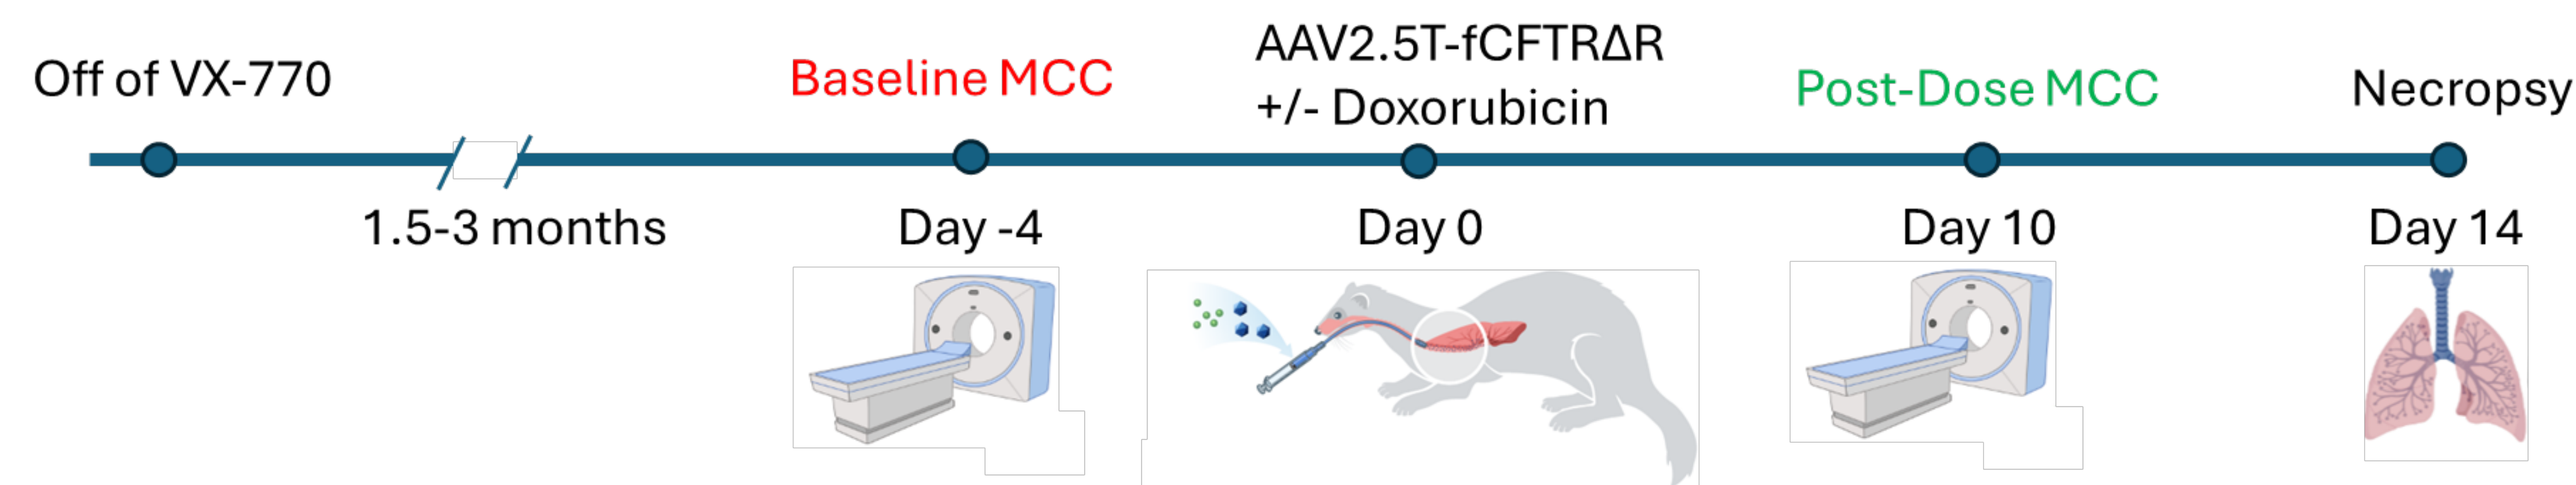 Off of VX-770
Baseline MCC
AAV2.5T-fCFTRΔR
+/- Doxorubicin
Post-Dose MCC
Necropsy
1.5-3 months
Day -4
Day 0
Day 10
Day 14